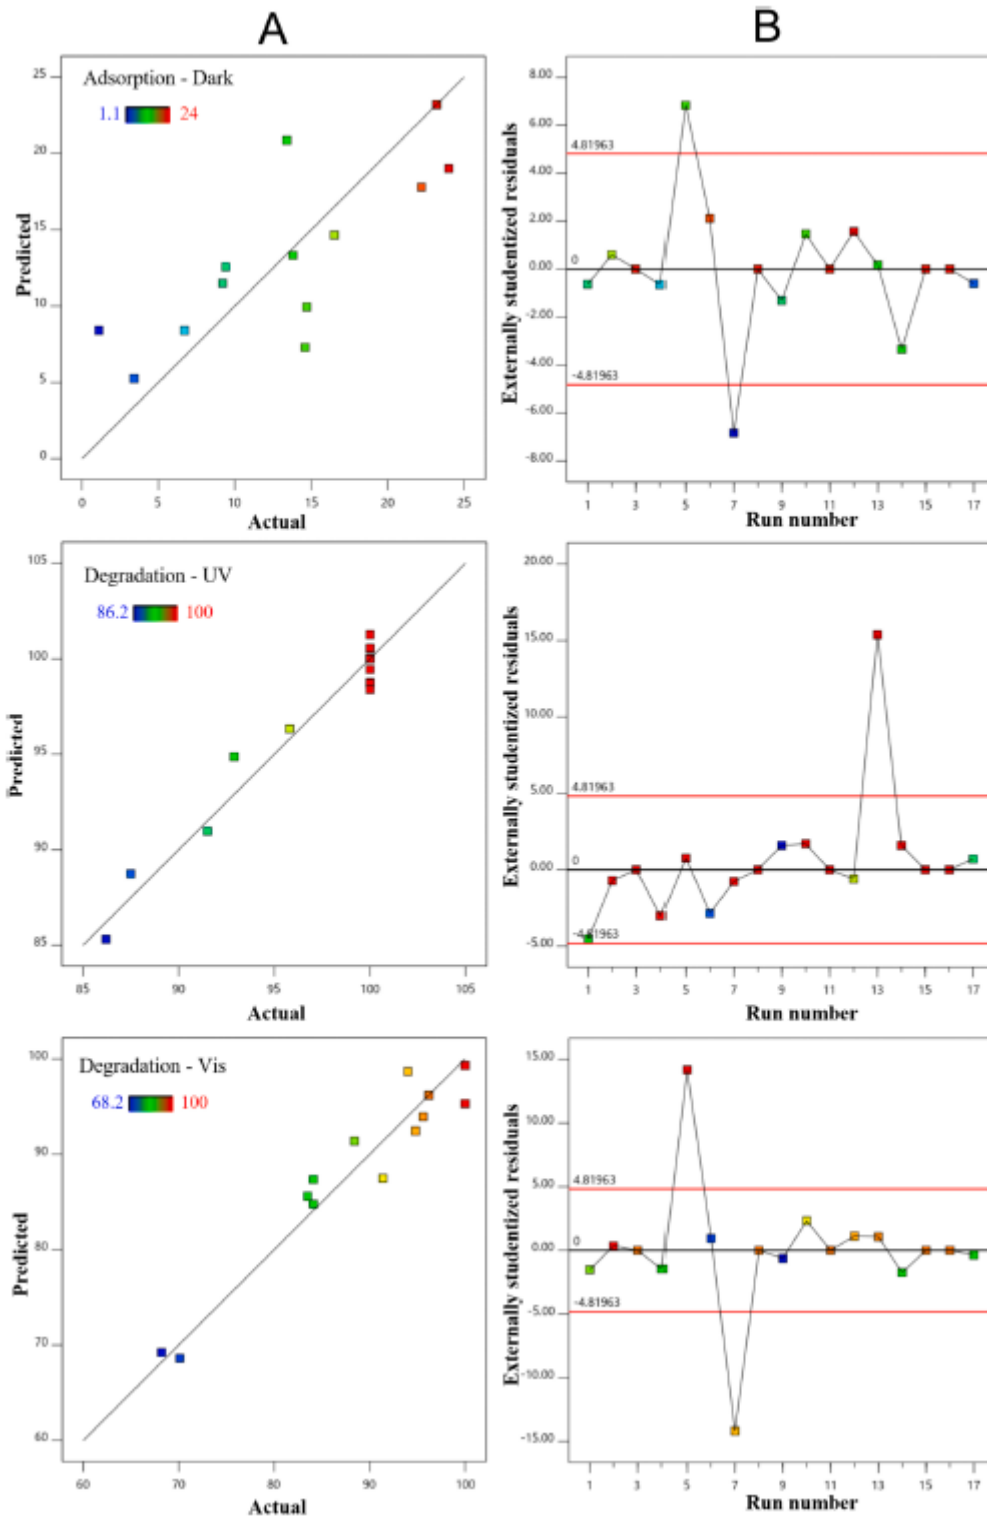 A
B
Adsorption - Dark
1.1 24
25
20
15
10
5
0
Predicted
0 5 10 15 20 25
Actual
8.00
6.00
4.00
2.00
0.00
-2.00
-4.00
-6.00
-8.00
4.81963
0
-4.81963
Externally studentized residuals
1 3 5 7 9 11 13 15 17
Run number
Degradation - UV
86.2 100
105
100
95
90
85
Predicted
85 90 95 100 105
Actual
20.00
15.00
10.00
5.00
0.00
-5.00
4.81963
0
-4.81963
Externally studentized residuals
1 3 5 7 9 11 13 15 17
Run number
Degradation - Vis
68.2 100
100
90
80
70
60
Predicted
60 70 80 90 100
Actual
15.00
10.00
5.00
0.00
-5.00
-10.00
-15.00
4.81963
0
-4.81963
Externally studentized residuals
1 3 5 7 9 11 13 15 17
Run number